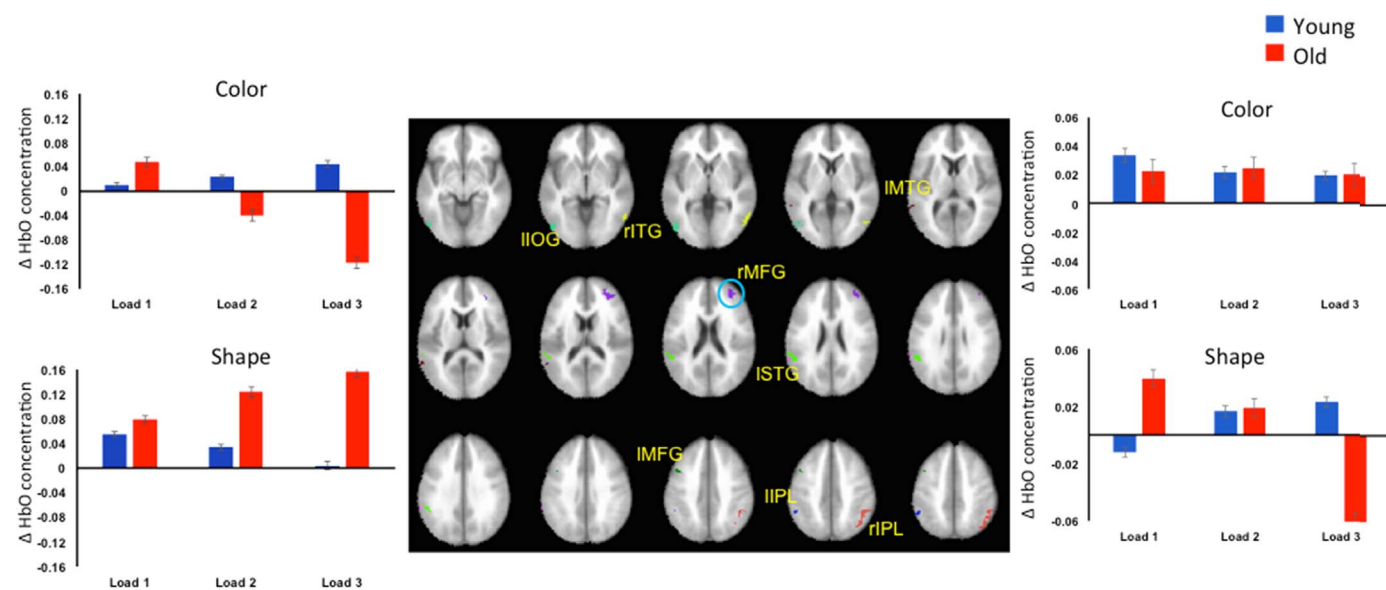 Young
Old
Color
Δ HbO concentration
0.16
0.12
0.08
0.04
0
-0.04
-0.08
-0.12
-0.16
Load 1
Load 2
Load 3
Shape
Δ HbO concentration
0.16
0.12
0.08
0.04
0
-0.04
-0.08
-0.12
-0.16
Load 1
Load 2
Load 3
lIOG
rITG
lMTG
rMFG
lSTG
lMFG
lIPL
rIPL
Color
Δ HbO concentration
0.06
0.04
0.02
0
-0.02
-0.04
-0.06
Load 1
Load 2
Load 3
Shape
Δ HbO concentration
0.06
0.02
-0.02
-0.06
Load 1
Load 2
Load 3